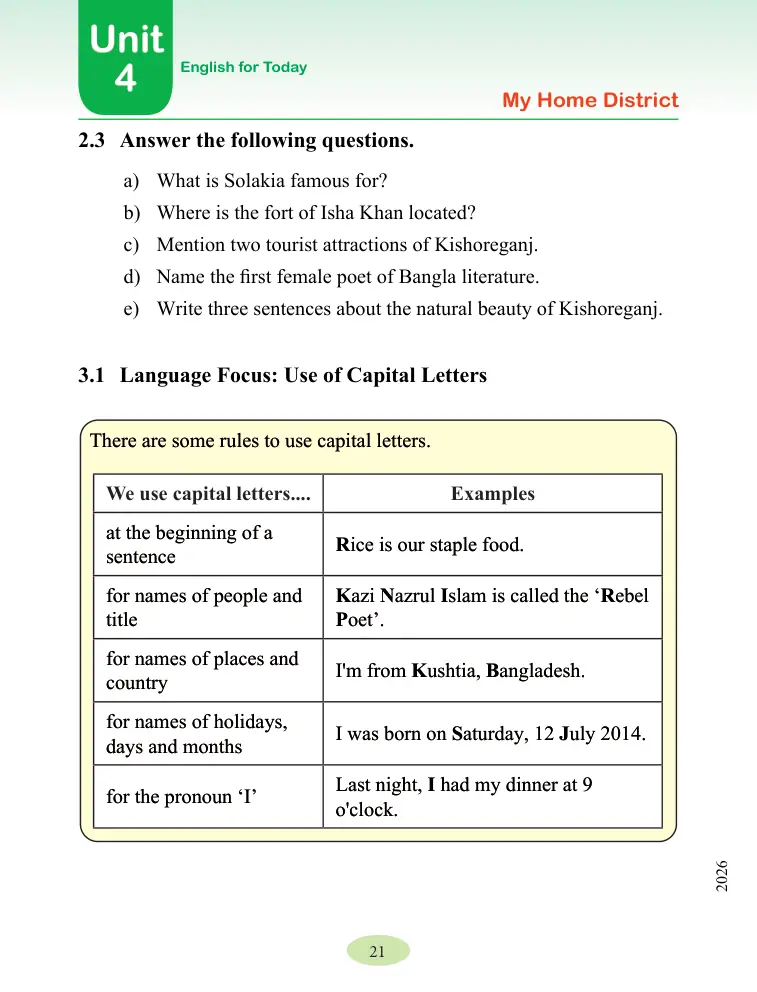 Unit
4
English for Today
My Home District
2.3 Answer the following questions.
a) What is Solakia famous for?
b) Where is the fort of Isha Khan located?
c) Mention two tourist attractions of Kishoreganj.
d) Name the first female poet of Bangla literature.
e) Write three sentences about the natural beauty of Kishoreganj.
3.1 Language Focus: Use of Capital Letters
There are some rules to use capital letters.
We use capital letters.... Examples
at the beginning of a
sentence
Rice is our staple food.
for names of people and
title
Kazi Nazrul Islam is called the ‘Rebel
Poet’.
for names of places and
country
I'm from Kushtia, Bangladesh.
for names of holidays,
days and months
I was born on Saturday, 12 July 2014.
for the pronoun ‘I’
Last night, I had my dinner at 9
o'clock.
2026
21